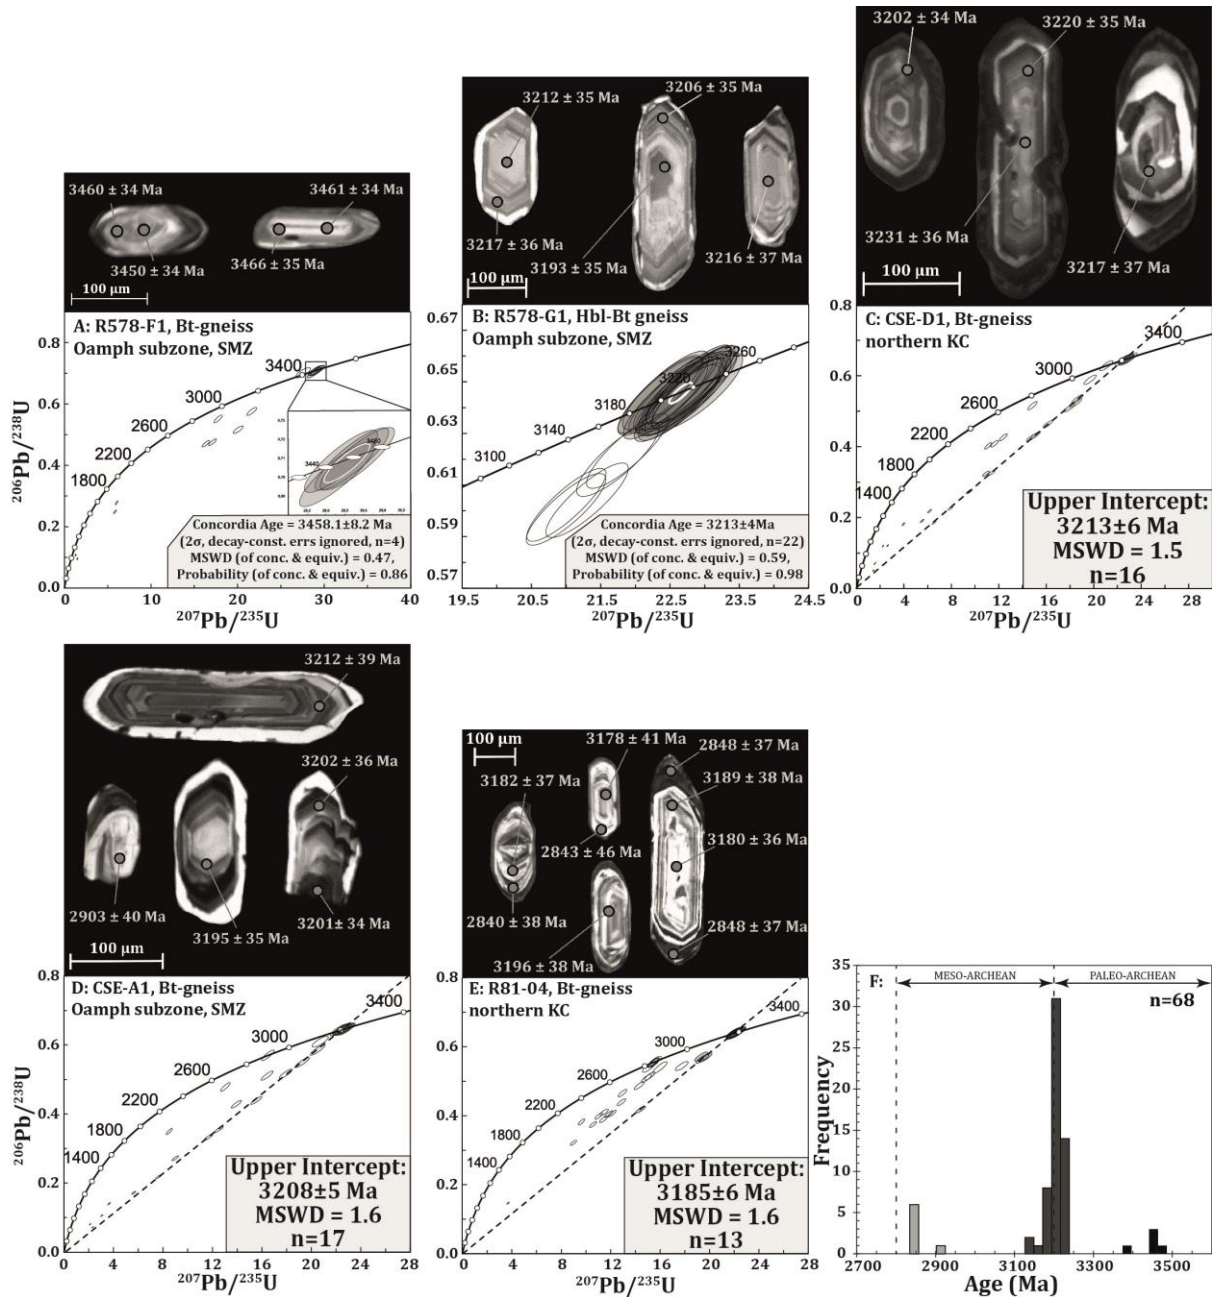 3460 ± 34 Ma
3461 ± 34 Ma
3450 ± 34 Ma
3466 ± 35 Ma
100 µm
A: R578-F1, Bt-gneiss
Oamph subzone, SMZ
0.8
0.6
0.4
0.2
0.0
206Pb/238U
1800
2200
2600
3000
3400
3440
3480
Concordia Age = 3458.1±8.2 Ma
(2σ, decay-const. errs ignored, n=4)
MSWD (of conc. & equiv.) = 0.47,
Probability (of conc. & equiv.) = 0.86
0 10 20 30 40
207Pb/235U
3212 ± 35 Ma
3206 ± 35 Ma
3217 ± 36 Ma
3193 ± 35 Ma
3216 ± 37 Ma
100 µm
B: R578-G1, Hbl-Bt gneiss
Oamph subzone, SMZ
0.67
0.65
0.63
0.61
0.59
0.57
3100
3140
3180
3220
3260
Concordia Age = 3213±4Ma
(2σ, decay-const. errs ignored, n=22)
MSWD (of conc. & equiv.) = 0.59,
Probability (of conc. & equiv.) = 0.98
19.5 20.5 21.5 22.5 23.5 24.5
207Pb/235U
3202 ± 34 Ma
3220 ± 35 Ma
3231 ± 36 Ma
3217 ± 37 Ma
100 µm
C: CSE-D1, Bt-gneiss
northern KC
0.8
0.6
0.4
0.2
0.0
1400
1800
2200
2600
3000
3400
Upper Intercept:
3213±6 Ma
MSWD = 1.5
n=16
0 4 8 12 16 20 24 28
207Pb/235U
3212 ± 39 Ma
3202 ± 36 Ma
2903 ± 40 Ma
3195 ± 35 Ma
3201± 34 Ma
100 µm
D: CSE-A1, Bt-gneiss
Oamph subzone, SMZ
0.8
0.6
0.4
0.2
0.0
206Pb/238U
1400
1800
2200
2600
3000
3400
Upper Intercept:
3208±5 Ma
MSWD = 1.6
n=17
0 4 8 12 16 20 24 28
207Pb/235U
100 µm
3178 ± 41 Ma
2848 ± 37 Ma
3182 ± 37 Ma
3189 ± 38 Ma
3180 ± 36 Ma
2843 ± 46 Ma
2840 ± 38 Ma
3196 ± 38 Ma
2848 ± 37 Ma
E: R81-04, Bt-gneiss
northern KC
0.8
0.6
0.4
0.2
0.0
1400
1800
2200
2600
3000
3400
Upper Intercept:
3185±6 Ma
MSWD = 1.6
n=13
0 4 8 12 16 20 24 28
207Pb/235U
F:
MESO-ARCHEAN
PALEO-ARCHEAN
n=68
35
30
25
20
15
10
5
0
Frequency
2700 2900 3100 3300 3500
Age (Ma)